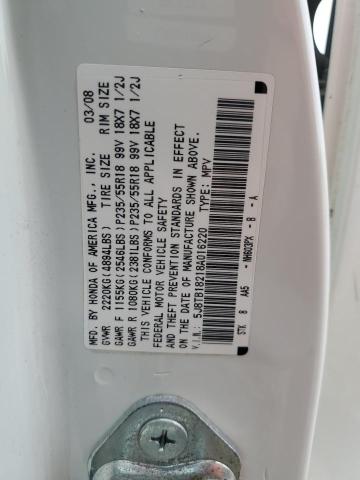 MFD. BY HONDA OF AMERICA MFG., INC. 03/08
GVWR 2220KG(4894LBS) TIRE SIZE RIM SIZE
GAWR F 1155KG(2546LBS)P235/55R18 99V 18X7 1/2J
GAWR R 1080KG(2381LBS)P235/55R18 99V 18X7 1/2J
THIS VEHICLE CONFORMS TO ALL APPLICABLE
FEDERAL MOTOR VEHICLE SAFETY
AND THEFT PREVENTION STANDARDS IN EFFECT
ON THE DATE OF MANUFACTURE SHOWN ABOVE.
V.I.N.: 5J8TB18218A016220 TYPE: MPV
STK 8 AA5 - NH603PX - B - A